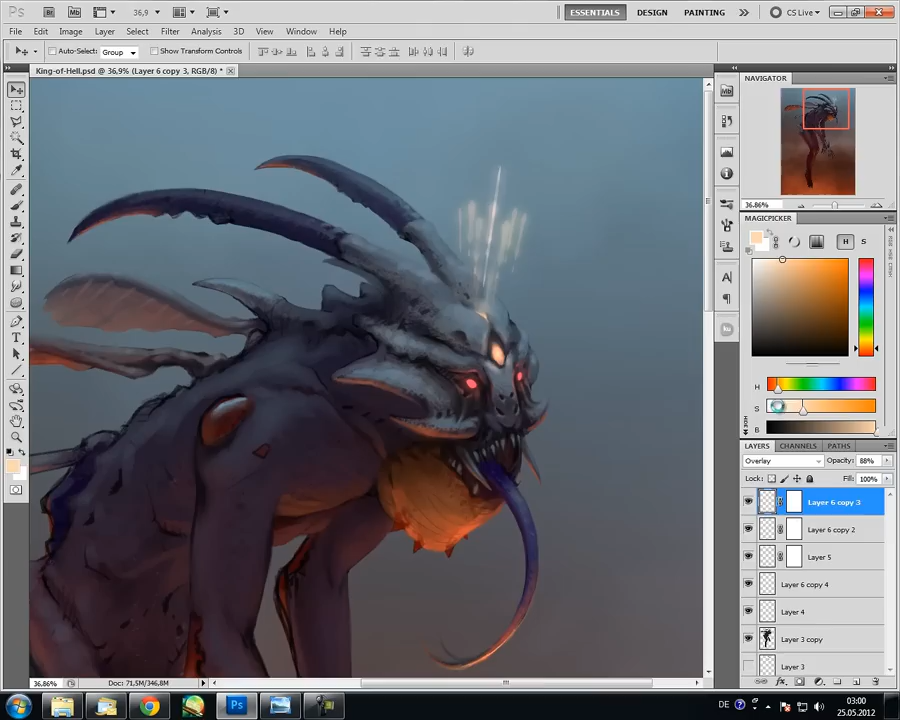 Ps Br Mb 36,9 ESSENTIALS DESIGN PAINTING CS Live
File Edit Image Layer Select Filter Analysis 3D View Window Help
Auto-Select: Group Show Transform Controls
King-of-Hell.psd @ 36,9% (Layer 6 copy 3, RGB/8) *
NAVIGATOR
36.86%
MAGICPICKER
H S
H
S
B
LAYERS CHANNELS PATHS
Overlay Opacity: 88%
Lock: Fill: 100%
Layer 6 copy 3
Layer 6 copy 2
Layer 5
Layer 6 copy 4
Layer 4
Layer 3 copy
Layer 3
36.86% Doc: 71,5M/346,8M
Ps DE 03:00
25.05.2012